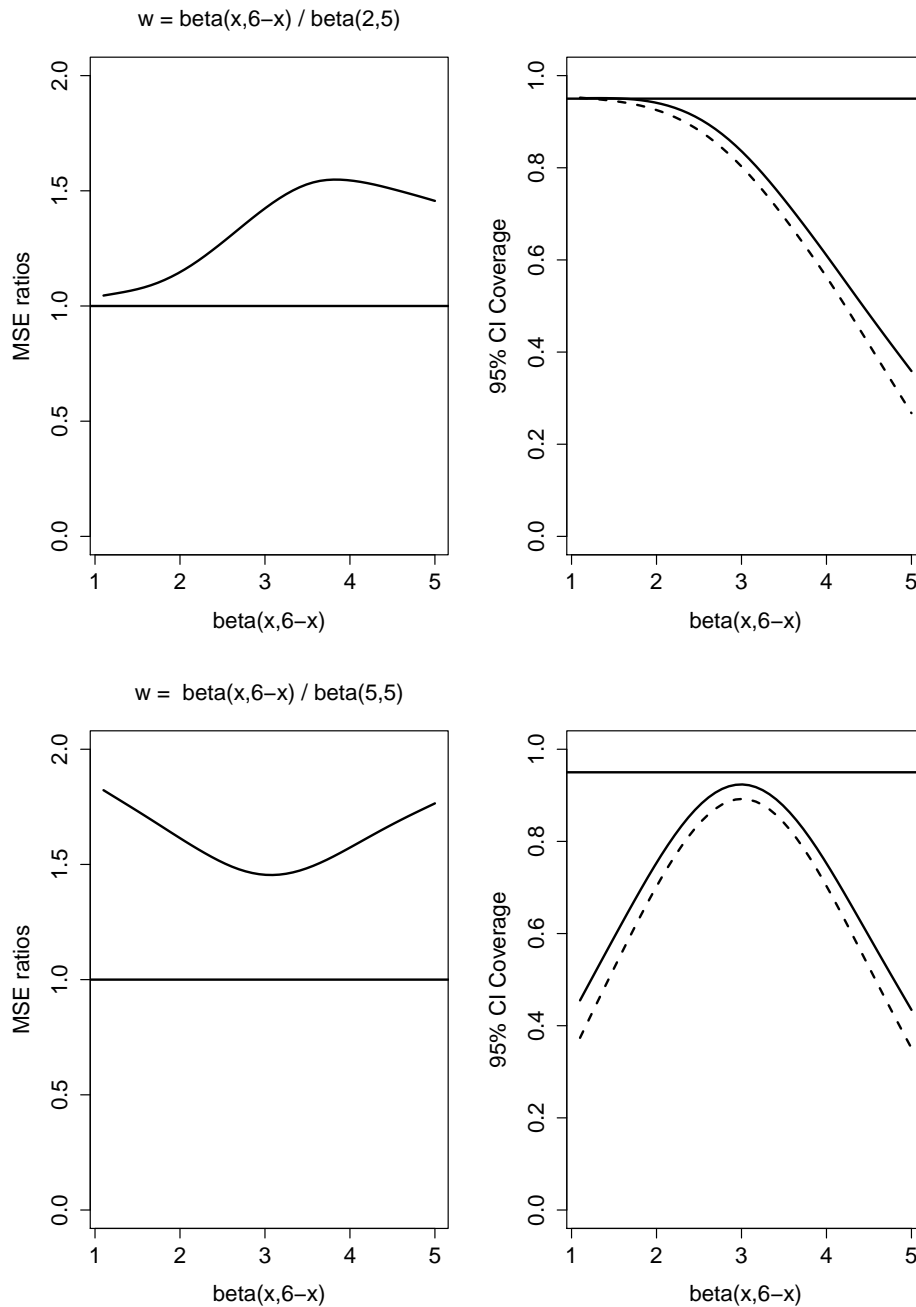 w = beta(x,6−x) / beta(2,5)
MSE ratios
0.0 0.5 1.0 1.5 2.0
1 2 3 4 5
beta(x,6−x)
95% CI Coverage
0.0 0.2 0.4 0.6 0.8 1.0
1 2 3 4 5
beta(x,6−x)
w =  beta(x,6−x) / beta(5,5)
MSE ratios
0.0 0.5 1.0 1.5 2.0
1 2 3 4 5
beta(x,6−x)
95% CI Coverage
0.0 0.2 0.4 0.6 0.8 1.0
1 2 3 4 5
beta(x,6−x)